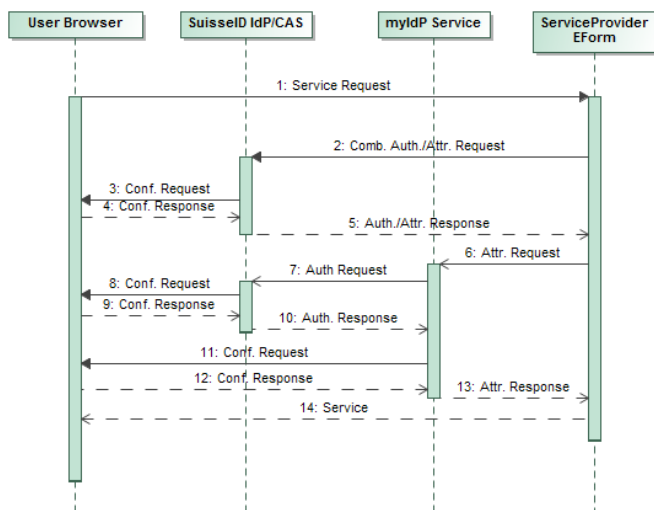 User Browser
SuisseID IdP/CAS
myIdP Service
ServiceProvider
EForm
1: Service Request
2: Comb. Auth./Attr. Request
3: Conf. Request
4: Conf. Response
5: Auth./Attr. Response
6: Attr. Request
7: Auth Request
8: Conf. Request
9: Conf. Response
10: Auth. Response
11: Conf. Request
12: Conf. Response
13: Attr. Response
14: Service